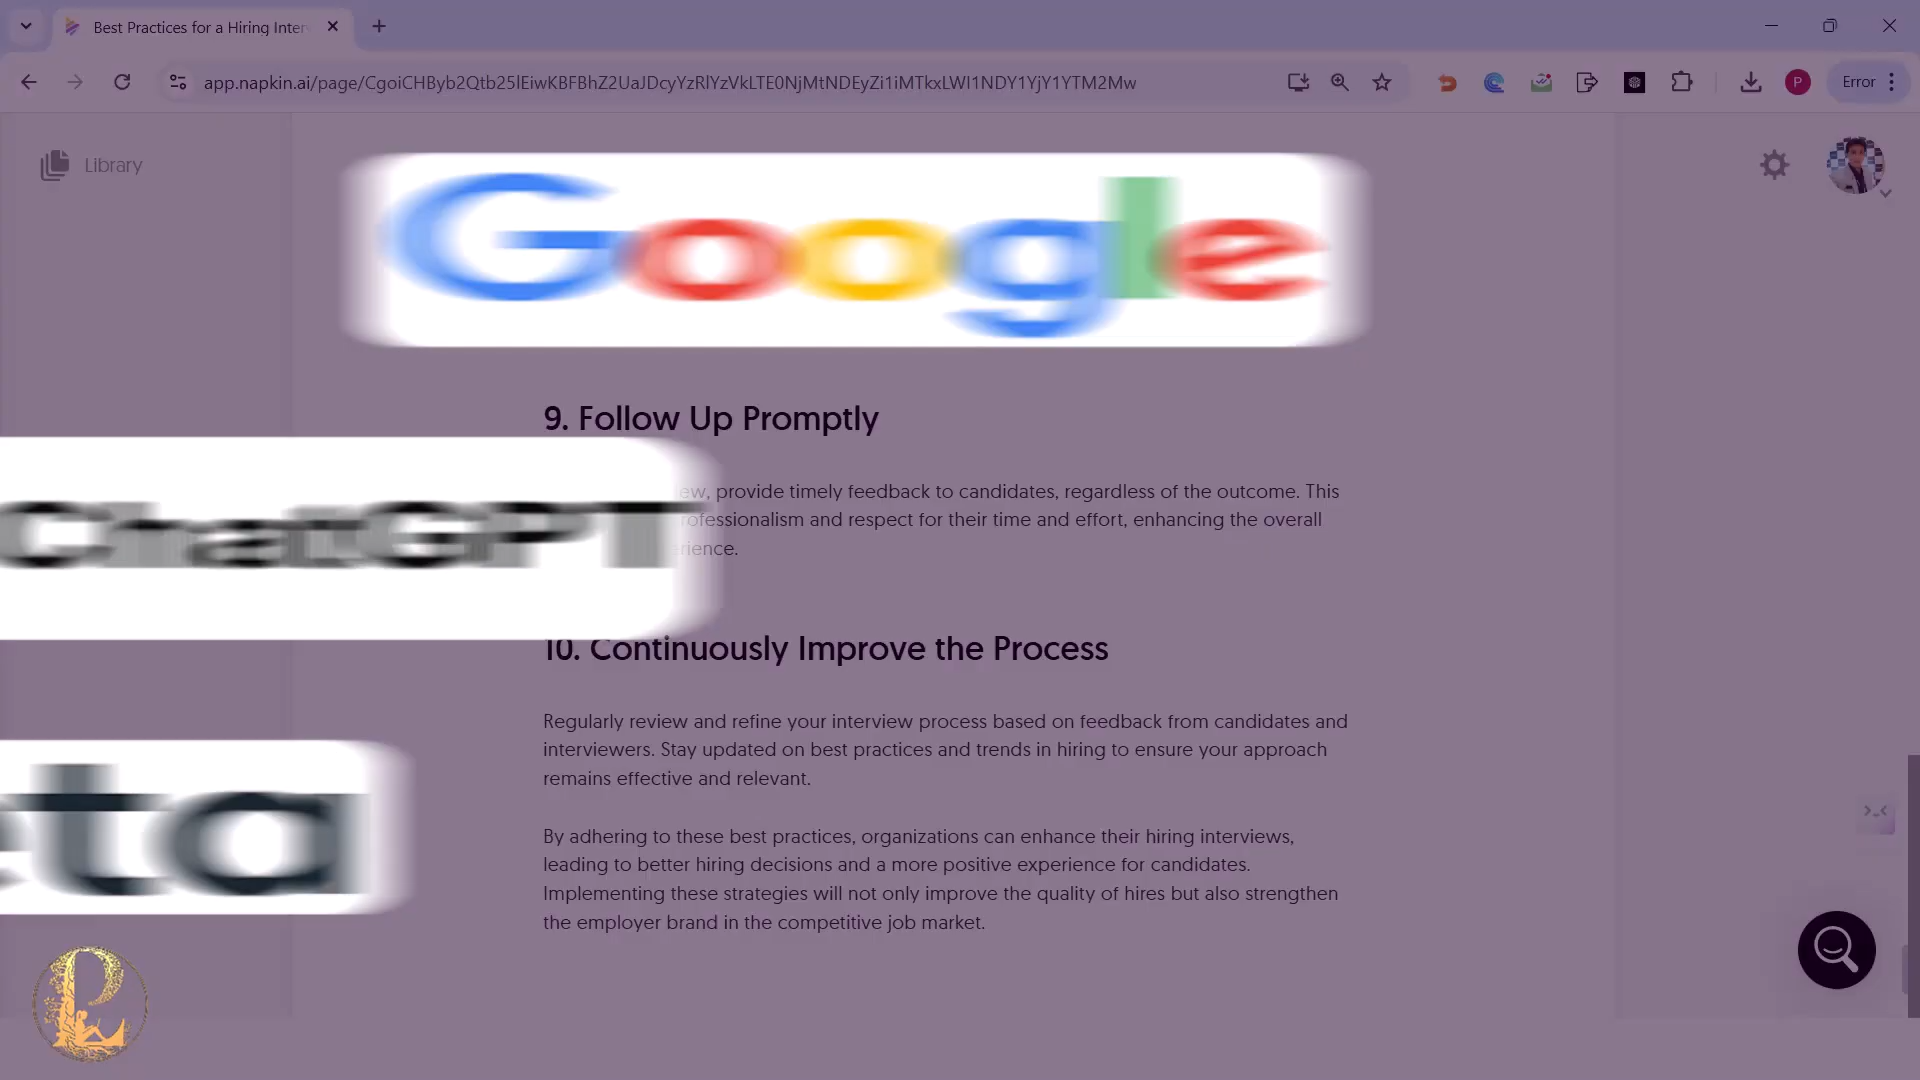 Best Practices for a Hiring Inter
app.napkin.ai/page/CgoiCHByb2Qtb25lEiwKBFBhZ2UaJDcyYzRlYzVkLTE0NjMtNDEyZi1iMTkxLWI1NDY1YjY1YTM2Mw
P
Error
Library
Google
9. Follow Up Promptly
ew, provide timely feedback to candidates, regardless of the outcome. This
rofessionalism and respect for their time and effort, enhancing the overall
rience.
ChatGPT
10. Continuously Improve the Process
Regularly review and refine your interview process based on feedback from candidates and
interviewers. Stay updated on best practices and trends in hiring to ensure your approach
remains effective and relevant.
eta
By adhering to these best practices, organizations can enhance their hiring interviews,
leading to better hiring decisions and a more positive experience for candidates.
Implementing these strategies will not only improve the quality of hires but also strengthen
the employer brand in the competitive job market.